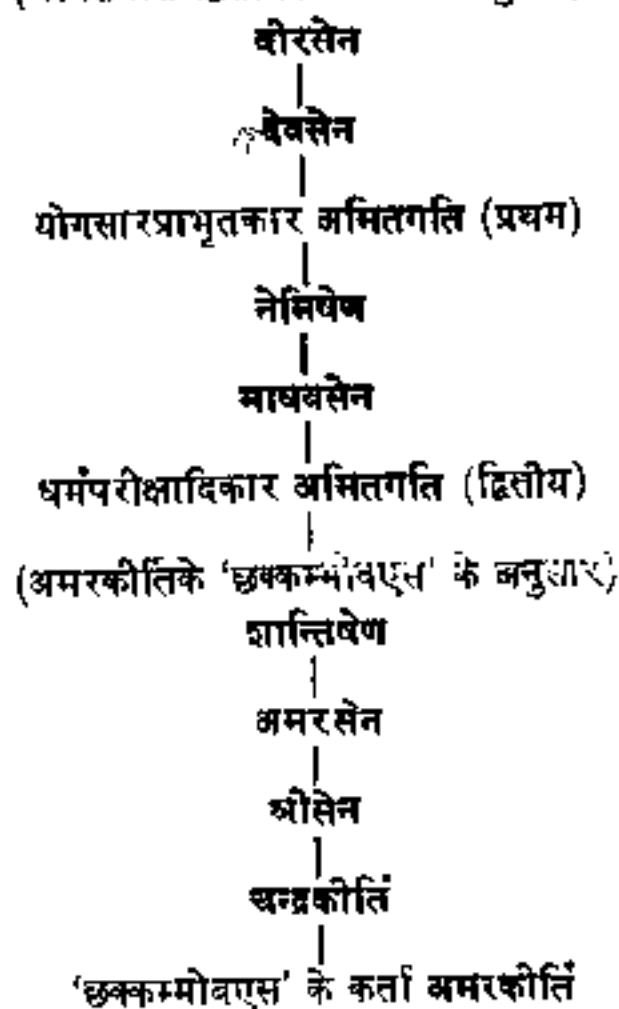 वीरसेन
देवसेन
योगसारप्राभृतकार अमितगति (प्रथम)
नेमिषेण
माधवसेन
धर्मपरीक्षादिकार अमितगति (द्वितीय)
(अमरकीर्तिके 'छक्कम्मोवएस' के अनुसार)
शान्तिषेण
अमरसेन
श्रीसेन
चन्द्रकीर्ति
'छक्कम्मोवएस' के कर्ता अमरकीर्ति